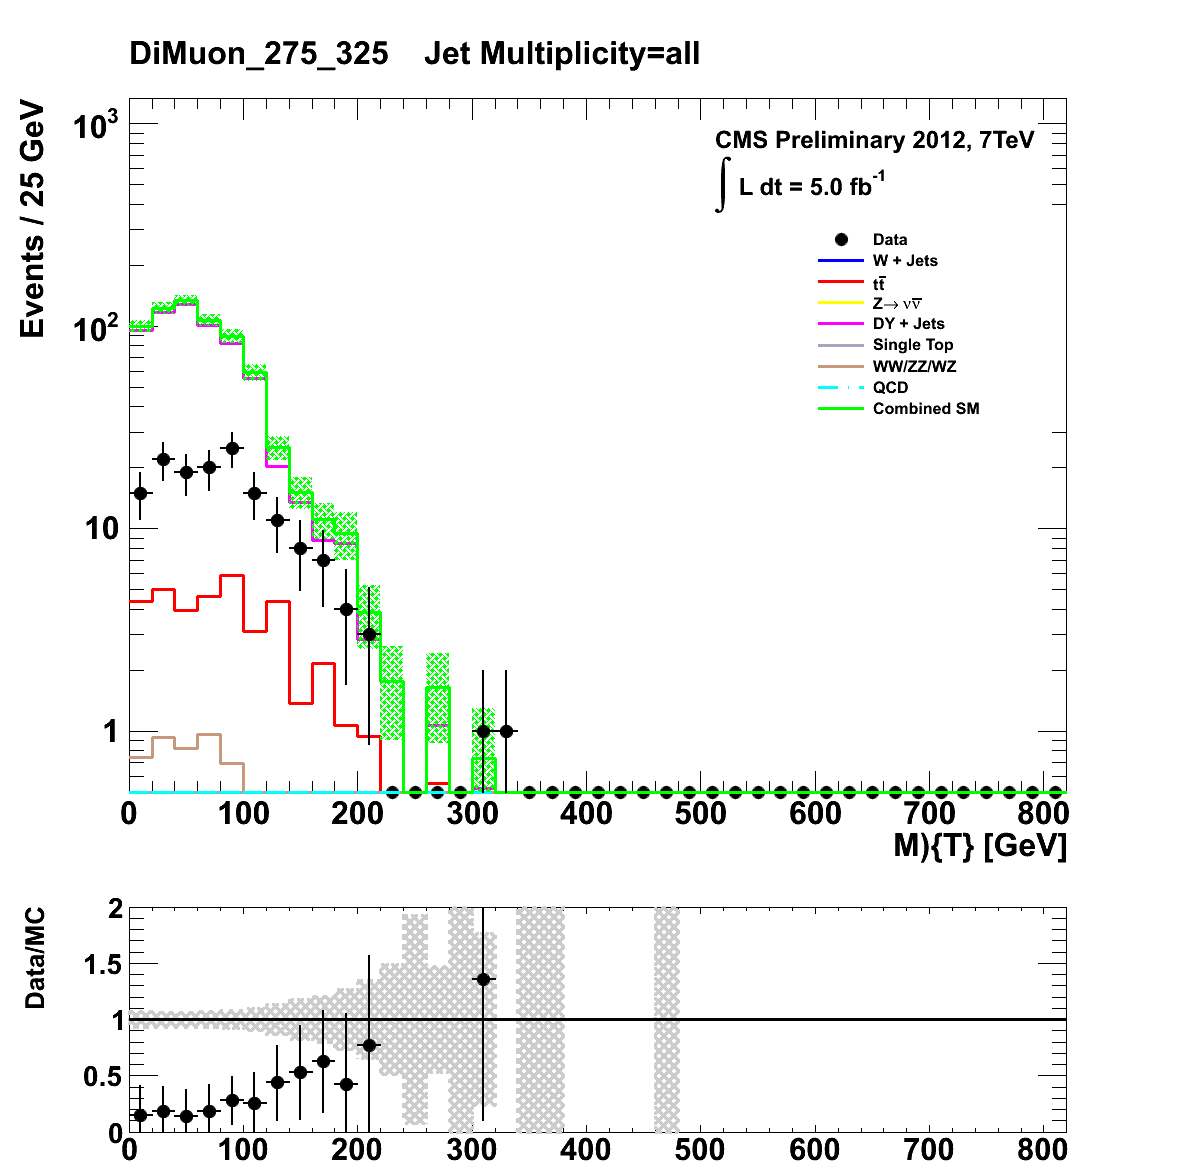 DiMuon_275_325 Jet Multiplicity=all
Events / 25 GeV
10³
10²
10
1
CMS Preliminary 2012, 7TeV
∫ L dt = 5.0 fb⁻¹
Data
W + Jets
tt̅
Z→ νν̅
DY + Jets
Single Top
WW/ZZ/WZ
QCD
Combined SM
0 100 200 300 400 500 600 700 800
M){T} [GeV]
Data/MC
2
1.5
1
0.5
0
0 100 200 300 400 500 600 700 800